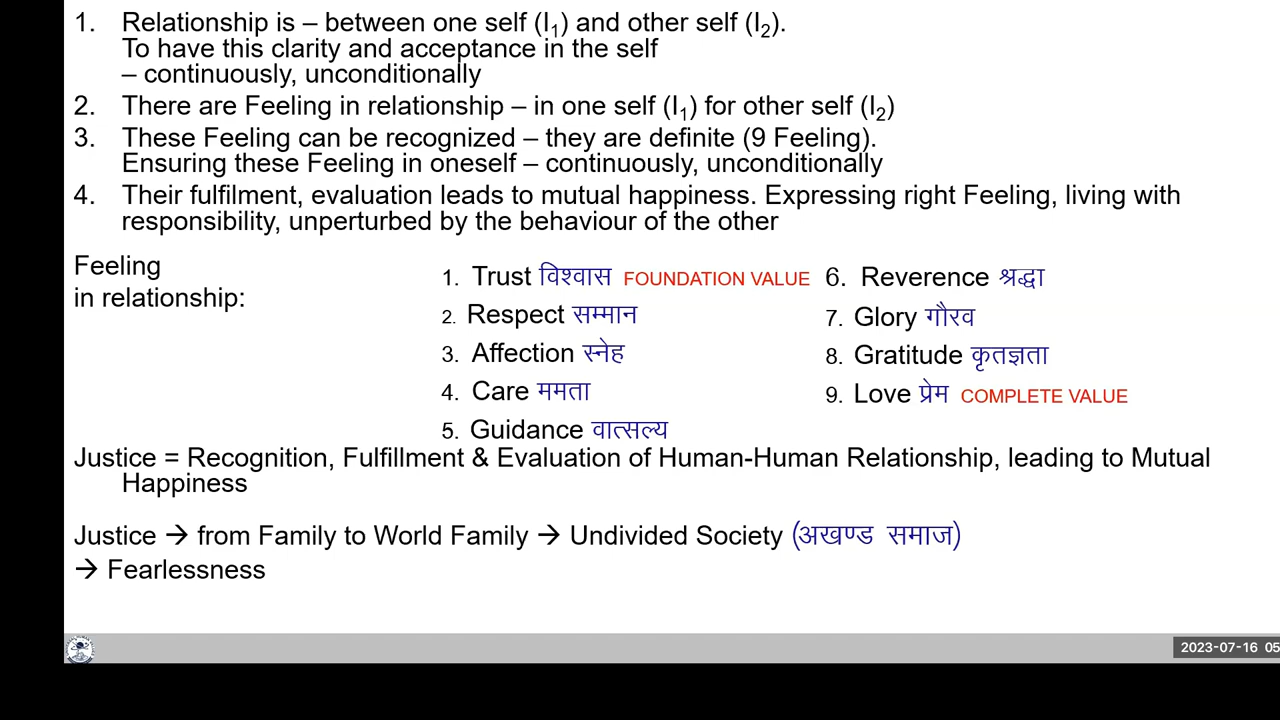 1. Relationship is – between one self (I1) and other self (I2).
To have this clarity and acceptance in the self
– continuously, unconditionally
2. There are Feeling in relationship – in one self (I1) for other self (I2)
3. These Feeling can be recognized – they are definite (9 Feeling).
Ensuring these Feeling in oneself – continuously, unconditionally
4. Their fulfilment, evaluation leads to mutual happiness. Expressing right Feeling, living with
responsibility, unperturbed by the behaviour of the other
Feeling
in relationship:
1. Trust विश्वास FOUNDATION VALUE
2. Respect सम्मान
3. Affection स्नेह
4. Care ममता
5. Guidance वात्सल्य
6. Reverence श्रद्धा
7. Glory गौरव
8. Gratitude कृतज्ञता
9. Love प्रेम COMPLETE VALUE
Justice = Recognition, Fulfillment & Evaluation of Human-Human Relationship, leading to Mutual
Happiness
Justice → from Family to World Family → Undivided Society (अखण्ड समाज)
→ Fearlessness
2023-07-16 05